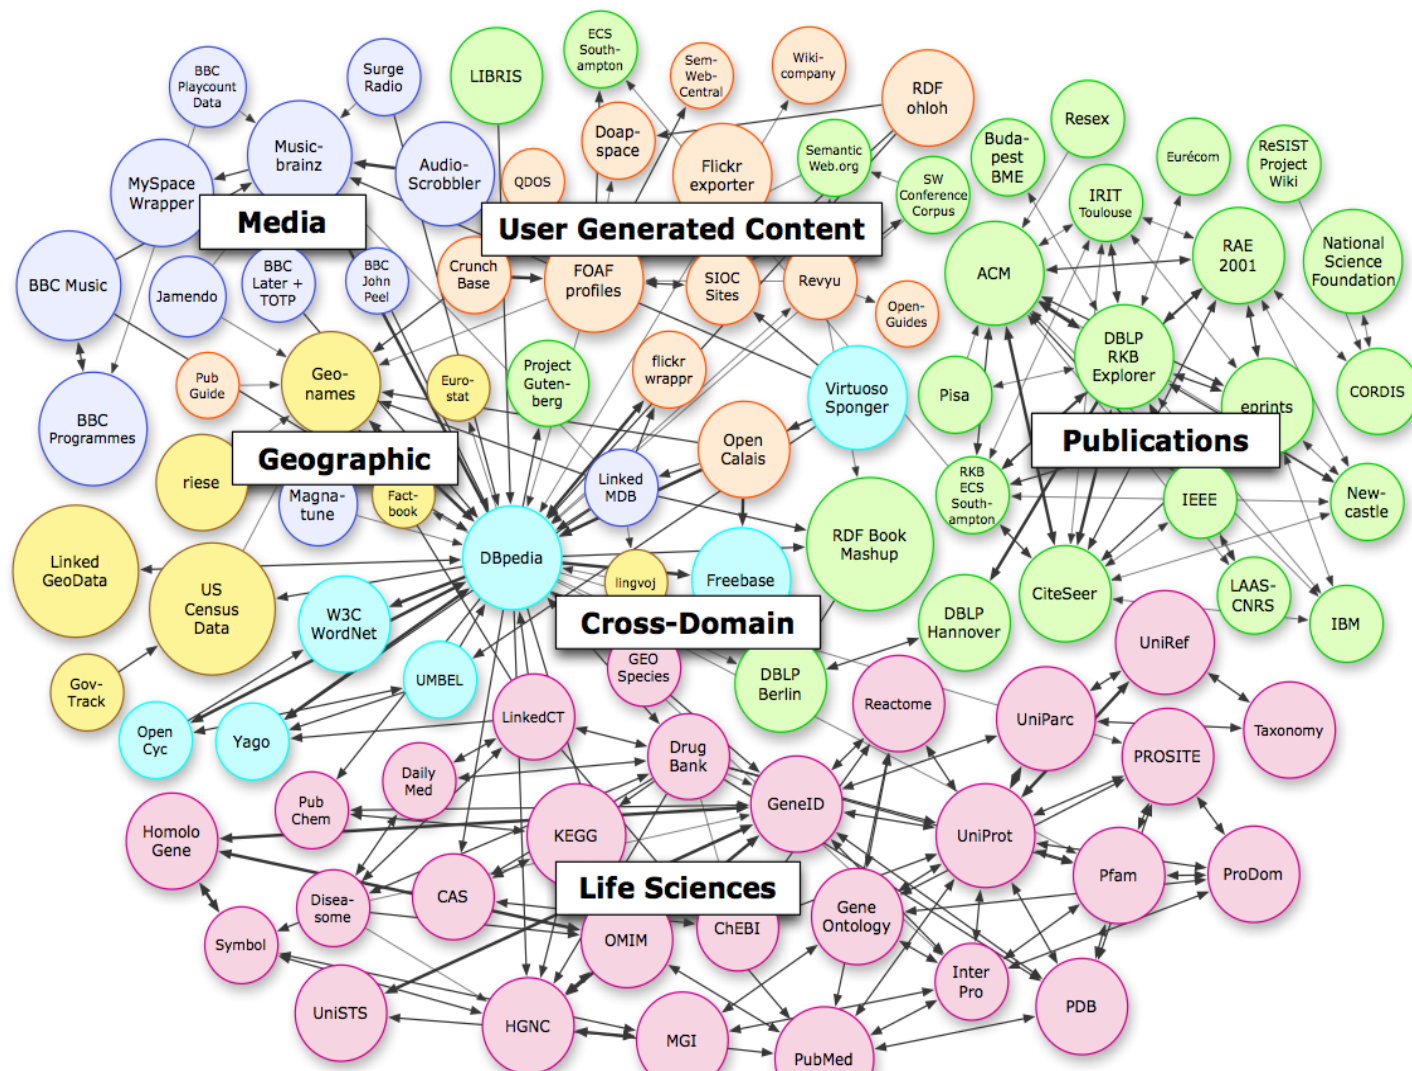 BBC
Playcount
Data
Surge
Radio
LIBRIS
ECS
South-
ampton
Sem-
Web-
Central
Wiki-
company
RDF
ohloh
Music-
brainz
Audio-
Scrobbler
MySpace
Wrapper
QDOS
Doap-
space
Flickr
exporter
Semantic
Web.org
SW
Conference
Corpus
Buda-
pest
BME
Resex
Eurécom
ReSIST
Project
Wiki
IRIT
Toulouse
RAE
2001
National
Science
Foundation
ACM
Media
User Generated Content
BBC Music
Jamendo
BBC
Later +
TOTP
BBC
John
Peel
Crunch
Base
FOAF
profiles
SIOC
Sites
Revyu
Open-
Guides
DBLP
RKB
Explorer
BBC
Programmes
Pub
Guide
Geo-
names
Euro-
stat
Project
Guten-
berg
flickr
wrappr
Virtuoso
Sponger
Pisa
eprints
CORDIS
Geographic
Publications
riese
Magna-
tune
Fact-
book
Linked
MDB
Open
Calais
RKB
ECS
South-
ampton
IEEE
New-
castle
Linked
GeoData
US
Census
Data
DBpedia
lingvoj
Freebase
RDF Book
Mashup
CiteSeer
LAAS-
CNRS
IBM
W3C
WordNet
Cross-Domain
DBLP
Hannover
Gov-
Track
UMBEL
GEO
Species
DBLP
Berlin
UniRef
Open
Cyc
Yago
LinkedCT
Drug
Bank
Reactome
UniParc
Taxonomy
PROSITE
Daily
Med
Pub
Chem
Homolo
Gene
KEGG
GeneID
UniProt
Pfam
ProDom
Life Sciences
Disea-
some
CAS
Symbol
OMIM
ChEBI
Gene
Ontology
Inter
Pro
PDB
UniSTS
HGNC
MGI
PubMed